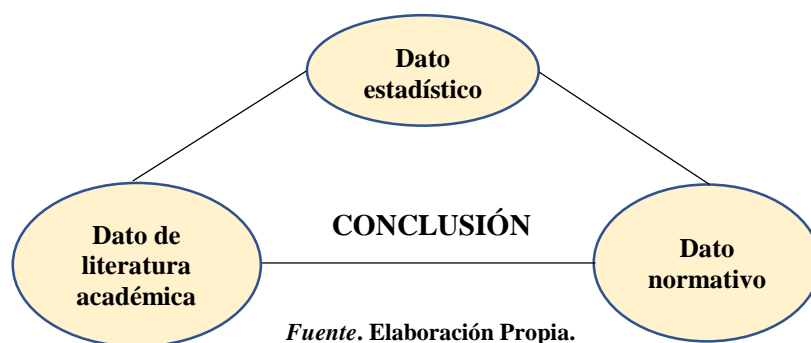 Dato
estadístico
CONCLUSIÓN
Dato de
literatura
académica
Dato
normativo
Fuente. Elaboración Propia.